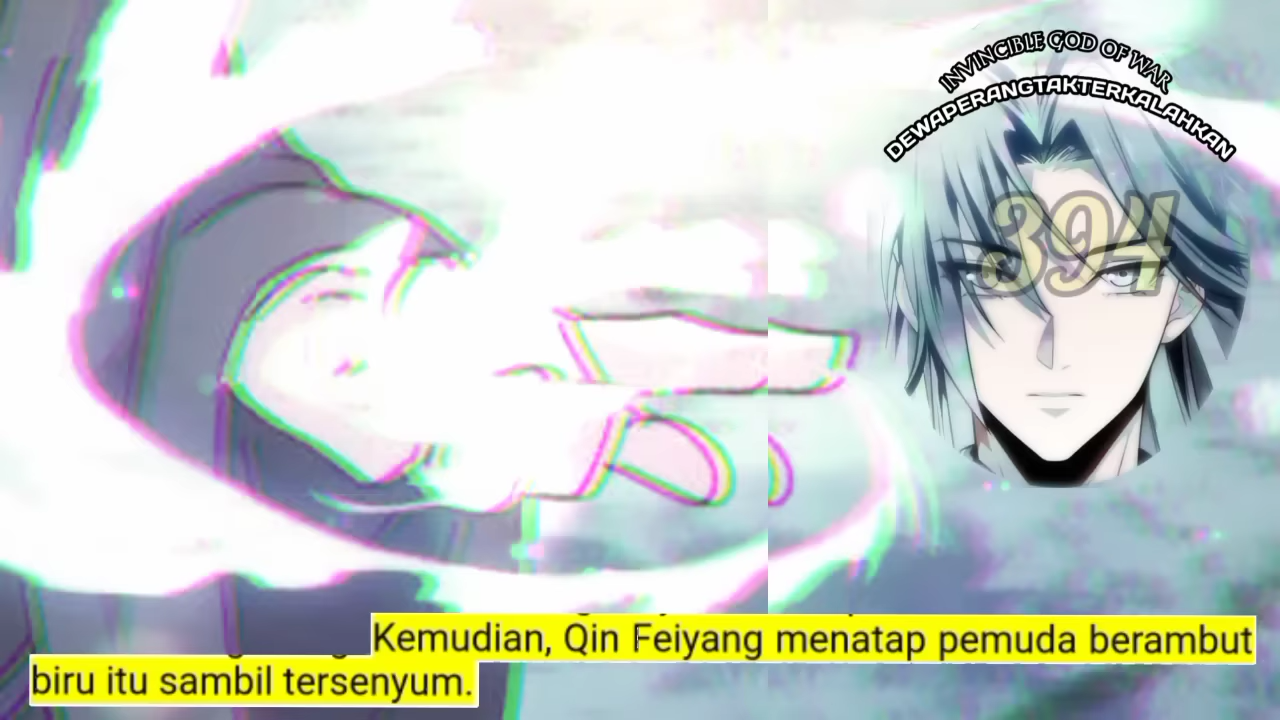 INVINCIBLE GOD OF WAR
DEWAPERANGTAKTERKALAHKAN
394
Kemudian, Qin Feiyang menatap pemuda berambut
biru itu sambil tersenyum.